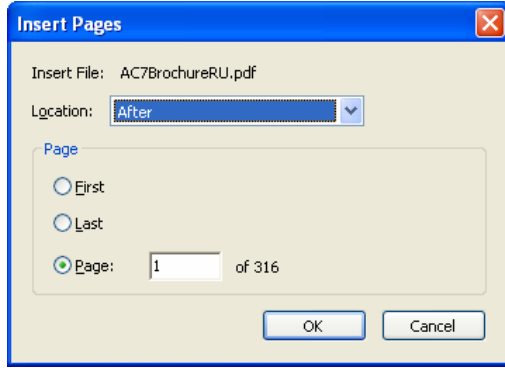 Insert Pages
Insert File: AC7BrochureRU.pdf
Location: After
Page
First
Last
Page: 1 of 316
OK Cancel